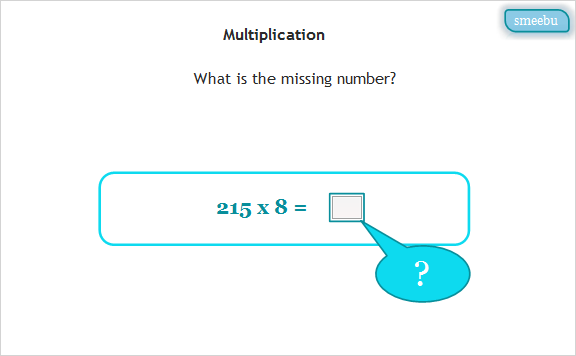 smeebu
Multiplication
What is the missing number?
215 x 8 =
?